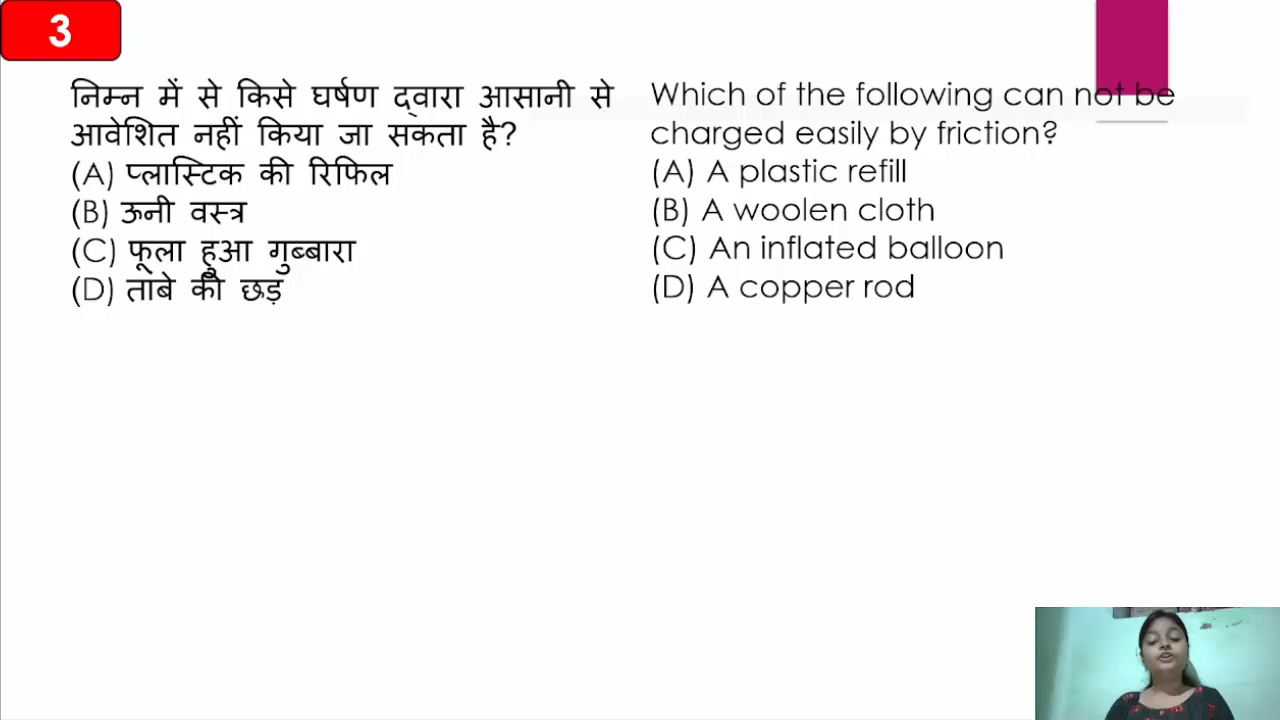 3
निम्न में से किसे घर्षण द्वारा आसानी से
आवेशित नहीं किया जा सकता है?
(A) प्लास्टिक की रिफिल
(B) ऊनी वस्त्र
(C) फूला हुआ गुब्बारा
(D) तांबे की छड़
Which of the following can not be
charged easily by friction?
(A) A plastic refill
(B) A woolen cloth
(C) An inflated balloon
(D) A copper rod